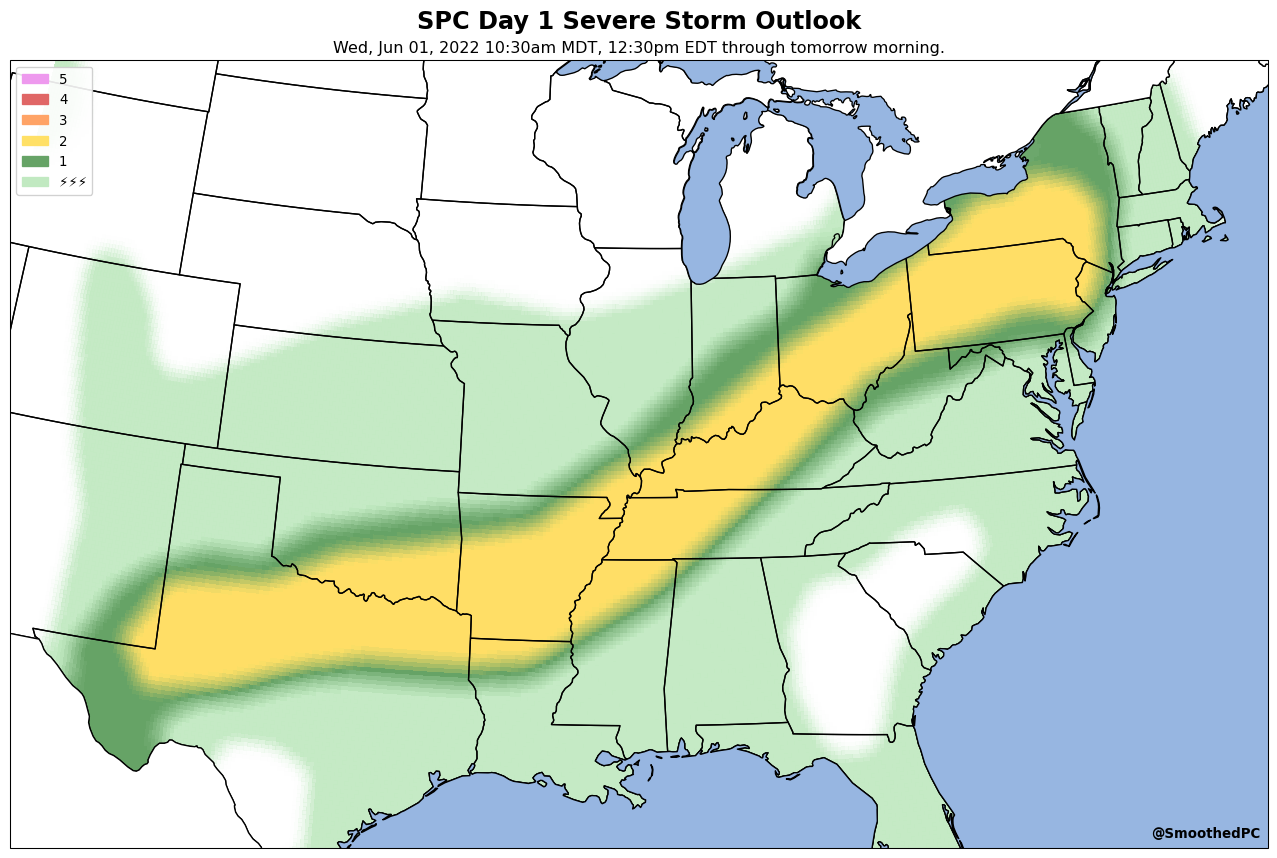 SPC Day 1 Severe Storm Outlook
Wed, Jun 01, 2022 10:30am MDT, 12:30pm EDT through tomorrow morning.
5
4
3
2
1
⚡⚡⚡
@SmoothedPC